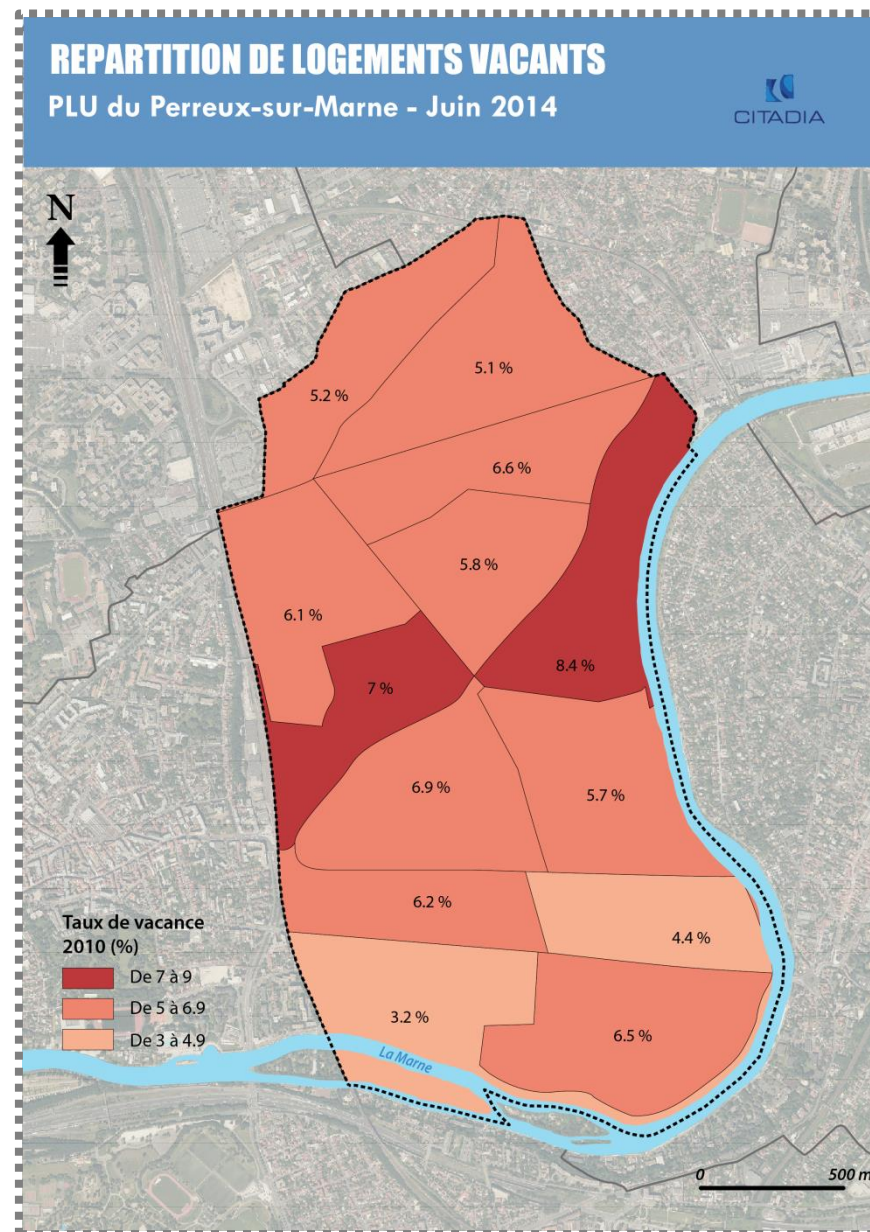 REPARTITION DE LOGEMENTS VACANTS
PLU du Perreux-sur-Marne - Juin 2014
CITADIA
N
5.2 %
5.1 %
6.6 %
5.8 %
6.1 %
8.4 %
7 %
6.9 %
5.7 %
6.2 %
4.4 %
3.2 %
6.5 %
Taux de vacance
2010 (%)
De 7 à 9
De 5 à 6.9
De 3 à 4.9
La Marne
0 500 m